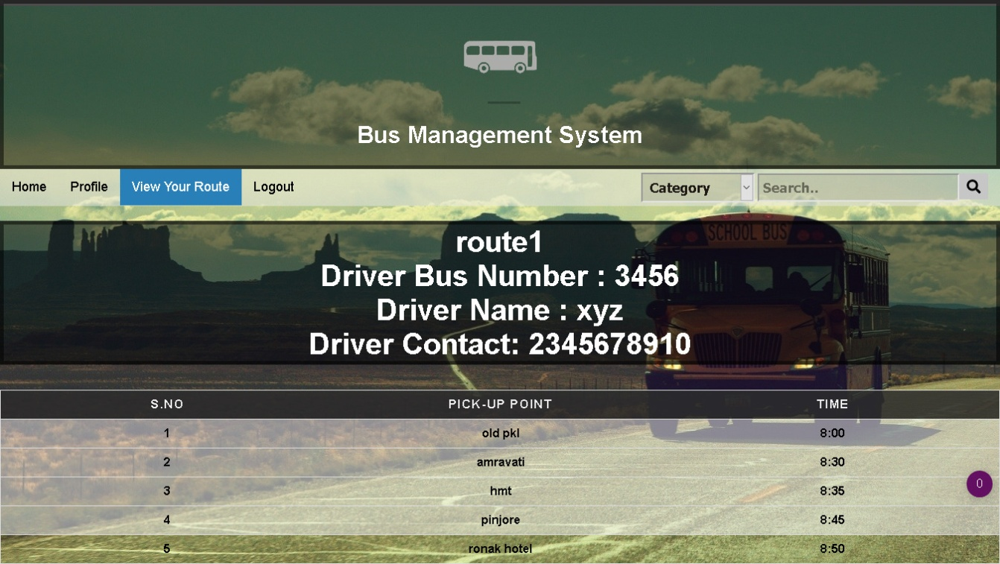 Bus Management System
Home Profile View Your Route Logout Category Search..
SCHOOL BUS
route1
Driver Bus Number : 3456
Driver Name : xyz
Driver Contact: 2345678910
S.NO PICK-UP POINT TIME
1 old pkl 8:00
2 amravati 8:30
3 hmt 8:35
0
4 pinjore 8:45
5 ronak hotel 8:50